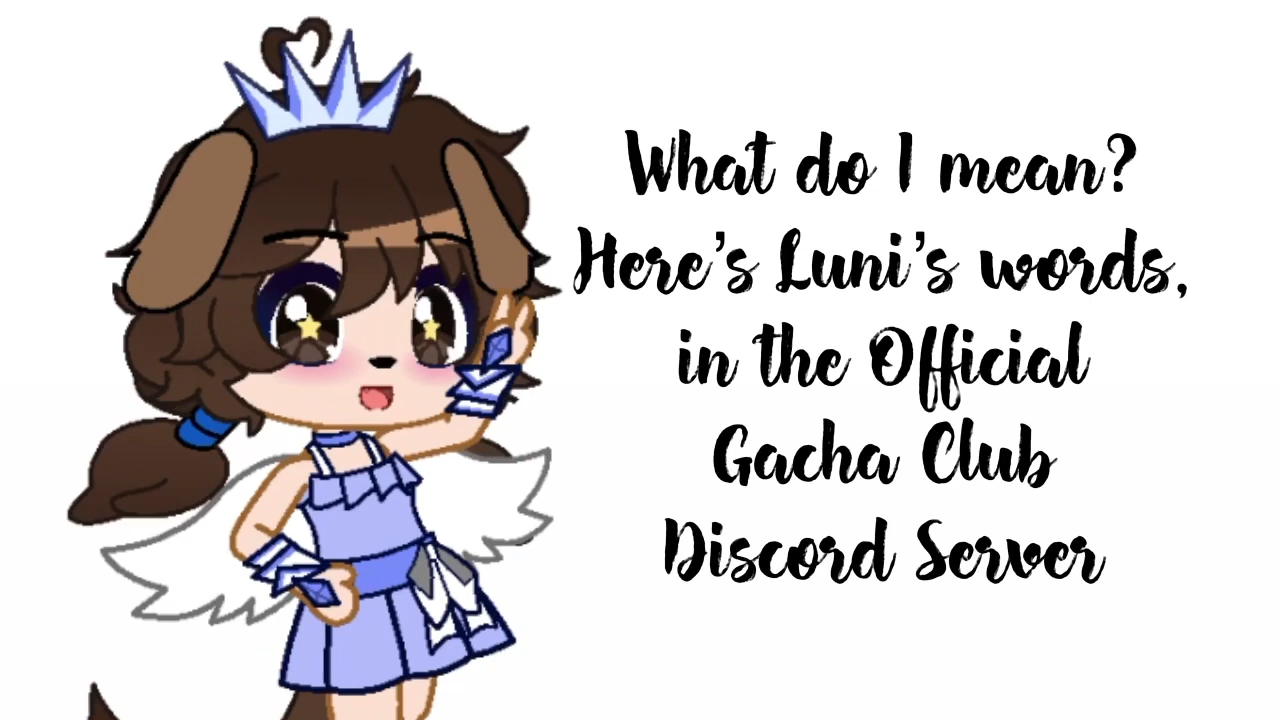 What do I mean?
Here's Luni's words,
in the Official
Gacha Club
Discord Server